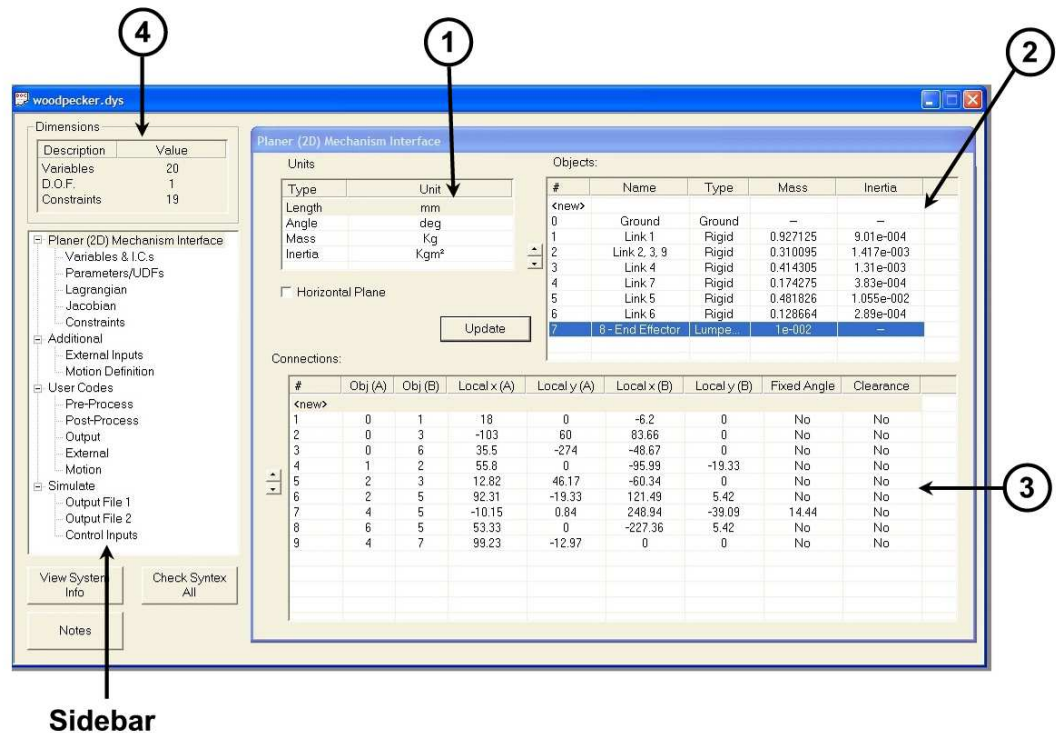 4
1
2
woodpecker.dys
Dimensions
Description Value
Variables 20
D.O.F. 1
Constraints 19
Planer (2D) Mechanism Interface
Variables & I.C.s
Parameters/UDFs
Lagrangian
Jacobian
Constraints
Additional
External Inputs
Motion Definition
User Codes
Pre-Process
Post-Process
Output
External
Motion
Simulate
Output File 1
Output File 2
Control Inputs
View System Info
Check Syntex All
Notes
Planer (2D) Mechanism Interface
Units
Type Unit
Length mm
Angle deg
Mass Kg
Inertia Kgm²
Horizontal Plane
Update
Objects:
# Name Type Mass Inertia
<new>
0 Ground Ground – –
1 Link 1 Rigid 0.927125 9.01e-004
2 Link 2, 3, 9 Rigid 0.310095 1.417e-003
3 Link 4 Rigid 0.414305 1.31e-003
4 Link 7 Rigid 0.174275 3.83e-004
5 Link 5 Rigid 0.481826 1.055e-002
6 Link 6 Rigid 0.128664 2.89e-004
7 8 - End Effector Lumpe... 1e-002 –
Connections:
# Obj (A) Obj (B) Local x (A) Local y (A) Local x (B) Local y (B) Fixed Angle Clearance
<new>
1 0 1 18 0 -6.2 0 No No
2 0 3 -103 60 83.66 0 No No
3 0 6 35.5 -274 -48.67 0 No No
4 1 2 55.8 0 -95.99 -19.33 No No
5 2 3 12.82 46.17 -60.34 0 No No
6 2 5 92.31 -19.33 121.49 5.42 No No
7 4 5 -10.15 0.84 248.94 -39.09 14.44 No
8 6 5 53.33 0 -227.36 5.42 No No
9 4 7 99.23 -12.97 0 0 No No
3
Sidebar